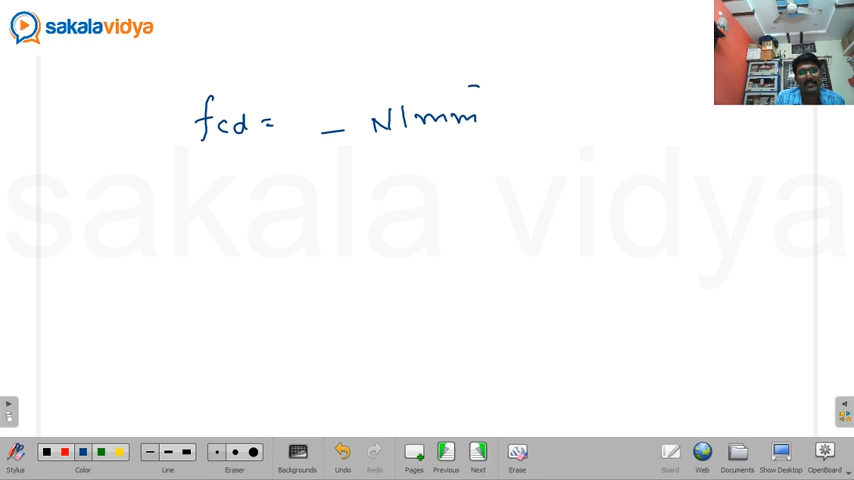 sakalavidya
fcd = _ N/mm²
sakala vidya
Stylus Color Line Eraser Backgrounds Undo Redo Pages Previous Next Erase Board Web Documents Show Desktop OpenBoard